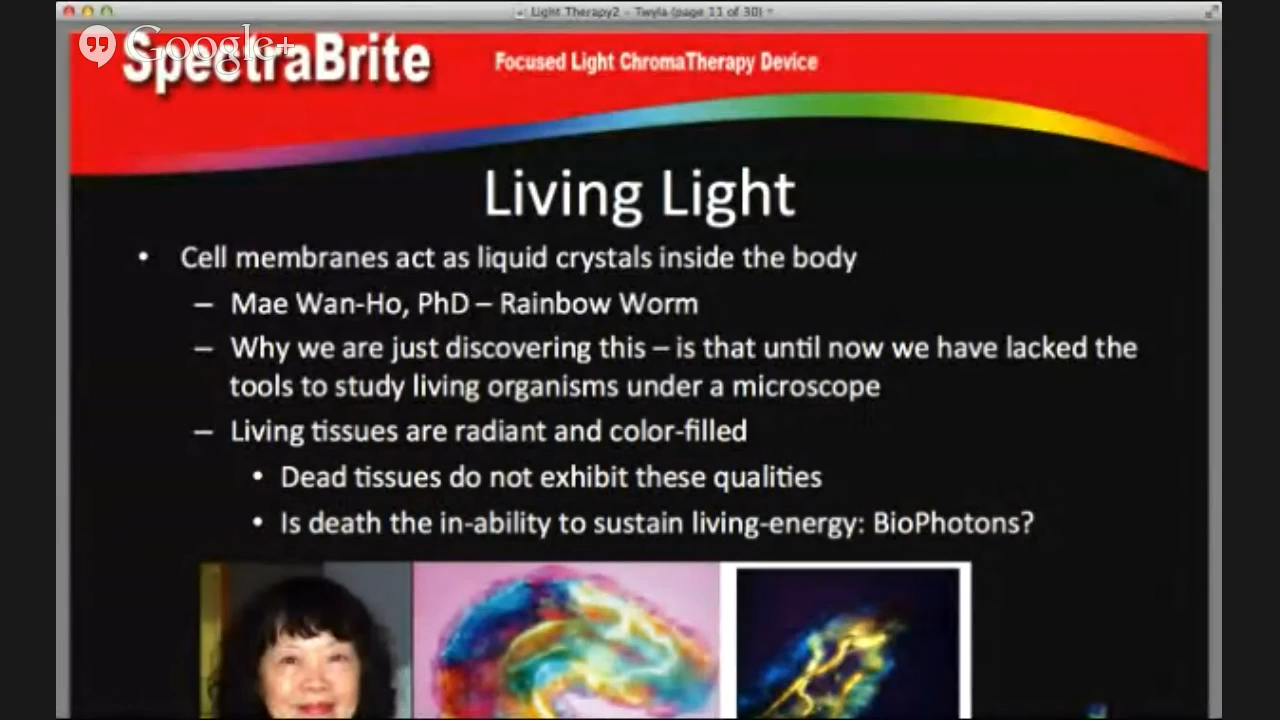 Light Therapy2 – Twyla (page 11 of 30)
Google+
SpectraBrite
Focused Light ChromaTherapy Device
Living Light
• Cell membranes act as liquid crystals inside the body
– Mae Wan-Ho, PhD – Rainbow Worm
– Why we are just discovering this – is that until now we have lacked the
tools to study living organisms under a microscope
– Living tissues are radiant and color-filled
• Dead tissues do not exhibit these qualities
• Is death the in-ability to sustain living-energy: BioPhotons?